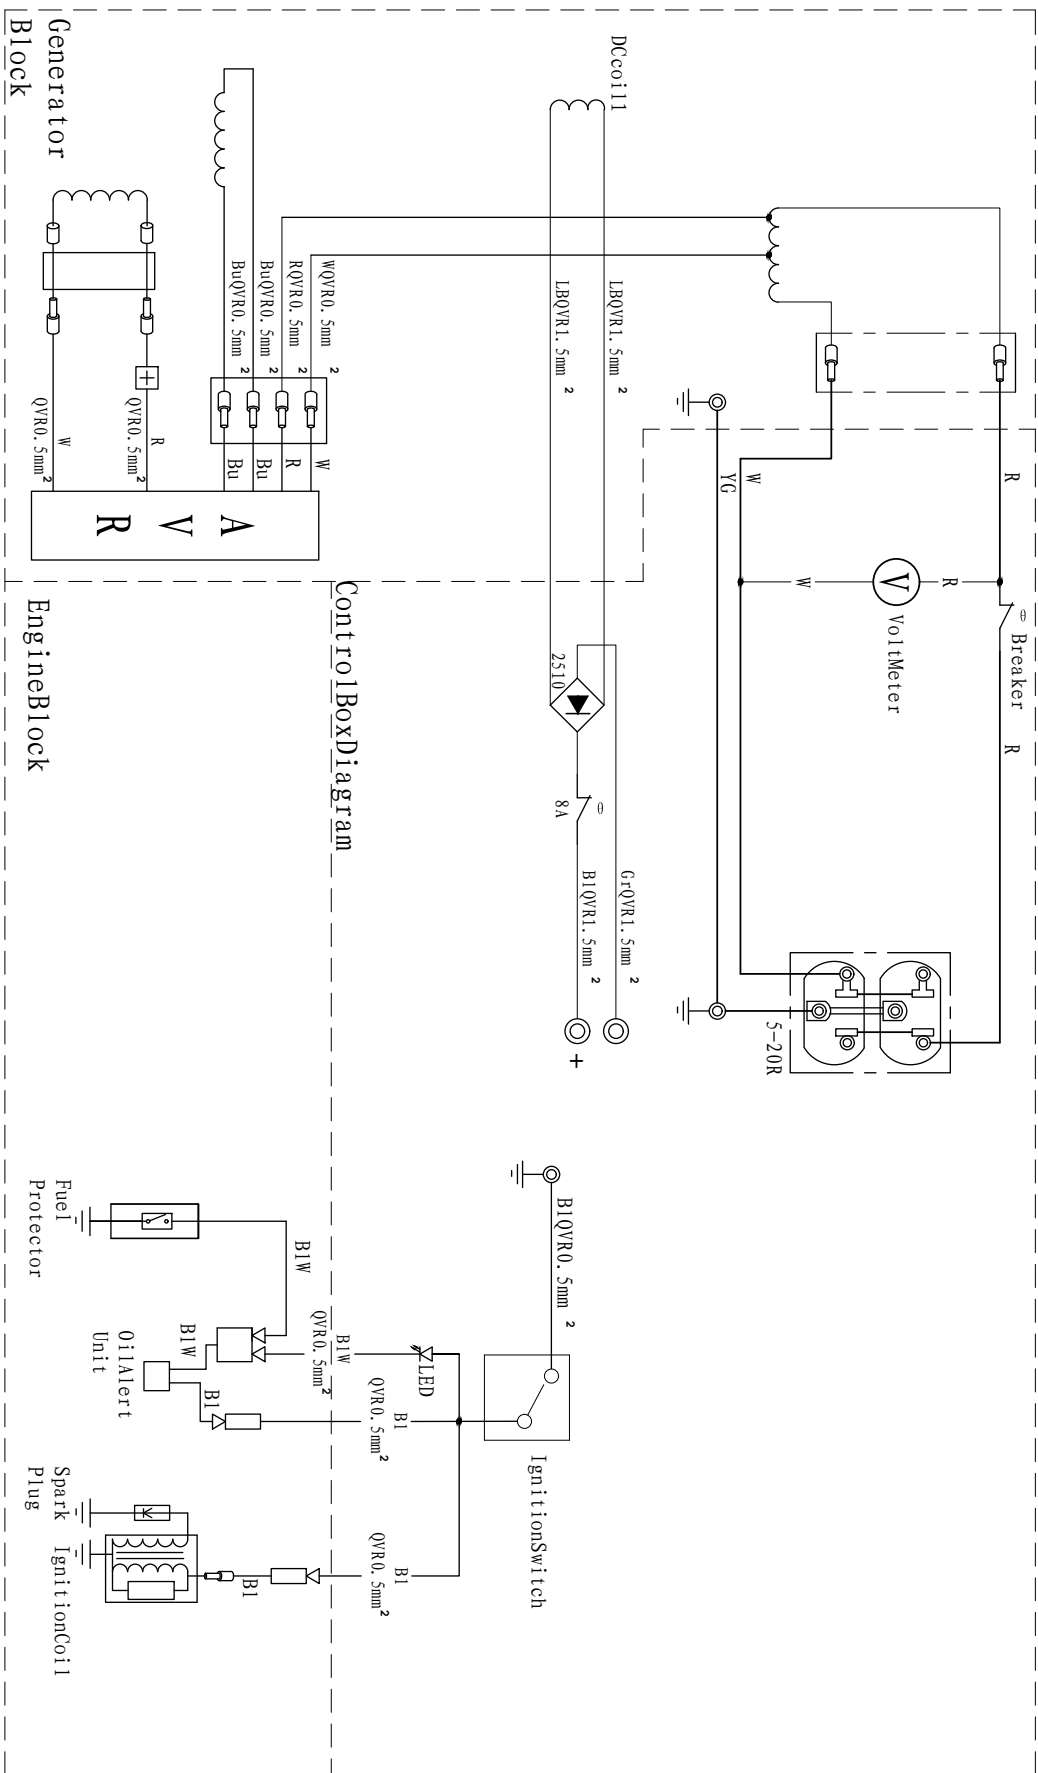 Generator
Block
DCcoil1
LBQVR1.5mm²
LBQVR1.5mm²
WQVR0.5mm²
RQVR0.5mm²
BuQVR0.5mm²
BuQVR0.5mm²
W
R
Bu
Bu
R
QVR0.5mm²
W
QVR0.5mm²
A V R
R
W
YG
R
V
W
VoltMeter
θ
Breaker
R
5-20R
2510
θ
8A
GrQVR1.5mm²
BlQVR1.5mm²
+
ControlBoxDiagram
EngineBlock
BlQVR0.5mm²
IgnitionSwitch
LED
BlW
QVR0.5mm²
Bl
QVR0.5mm²
Bl
QVR0.5mm²
BlW
BlW
Bl
Bl
Fuel
Protector
OilAlert
Unit
Spark
Plug
IgnitionCoil